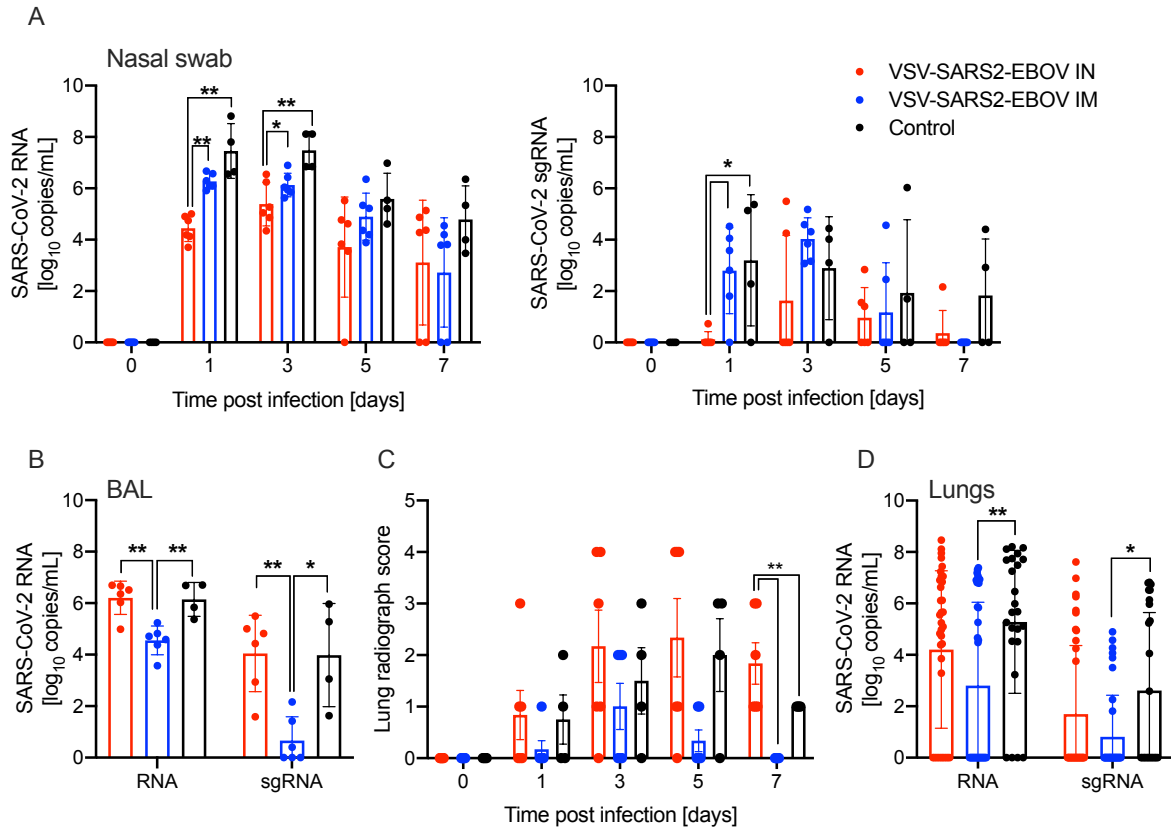 A
Nasal swab
SARS-CoV-2 RNA
[log10 copies/mL]
10
8
6
4
2
0
**
**
**
*
0 1 3 5 7
Time post infection [days]
SARS-CoV-2 sgRNA
[log10 copies/mL]
10
8
6
4
2
0
*
0 1 3 5 7
Time post infection [days]
VSV-SARS2-EBOV IN
VSV-SARS2-EBOV IM
Control
B
BAL
SARS-CoV-2 RNA
[log10 copies/mL]
10
8
6
4
2
0
** **
** *
RNA sgRNA
C
Lung radiograph score
5
4
3
2
1
0
**
0 1 3 5 7
Time post infection [days]
D
Lungs
SARS-CoV-2 RNA
[log10 copies/mL]
10
8
6
4
2
0
**
*
RNA sgRNA